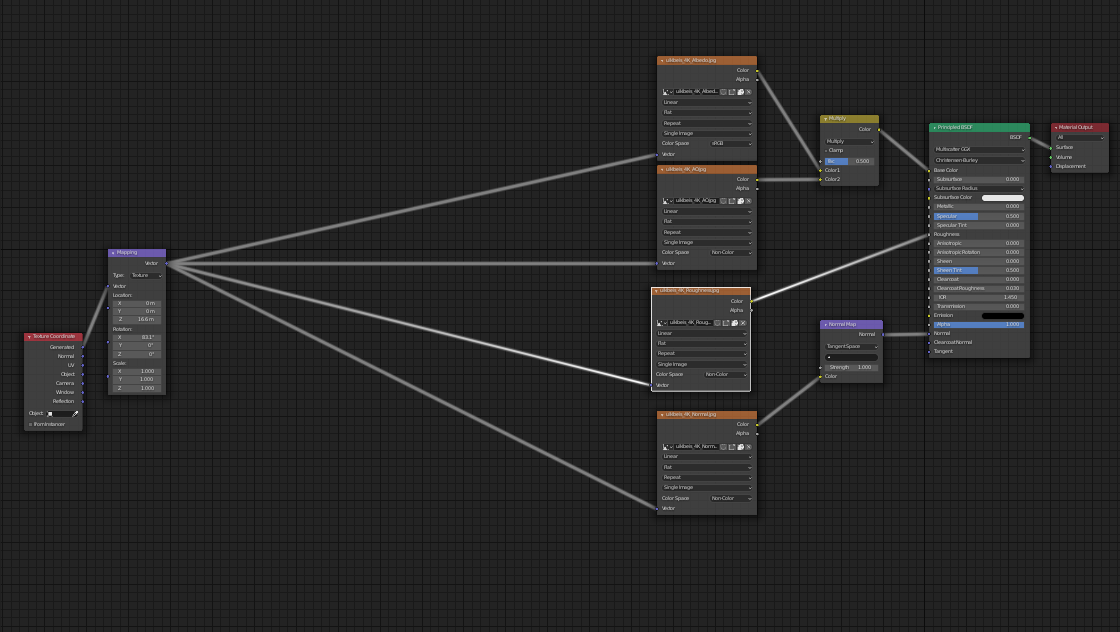 Texture Coordinate
Generated
Normal
UV
Object
Camera
Window
Reflection
Object:
From Instancer
Mapping
Vector
Type: Texture
Vector
Location:
X 0 m
Y 0 m
Z 16.6 m
Rotation:
X 83.1°
Y 0°
Z 0°
Scale:
X 1.000
Y 1.000
Z 1.000
uikbeis_4K_Albedo.jpg
Color
Alpha
uikbeis_4K_Albed...
Linear
Flat
Repeat
Single Image
Color Space sRGB
Vector
uikbeis_4K_AO.jpg
Color
Alpha
uikbeis_4K_AO.jpg
Linear
Flat
Repeat
Single Image
Color Space Non-Color
Vector
uikbeis_4K_Roughness.jpg
Color
Alpha
uikbeis_4K_Roug...
Linear
Flat
Repeat
Single Image
Color Space Non-Color
Vector
uikbeis_4K_Normal.jpg
Color
Alpha
uikbeis_4K_Norm...
Linear
Flat
Repeat
Single Image
Color Space Non-Color
Vector
Multiply
Color
Multiply
Clamp
Fac 0.500
Color1
Color2
Normal Map
Normal
Tangent Space
Strength 1.000
Color
Principled BSDF
BSDF
Multiscatter GGX
Christensen-Burley
Base Color
Subsurface 0.000
Subsurface Radius
Subsurface Color
Metallic 0.000
Specular 0.500
Specular Tint 0.000
Roughness
Anisotropic 0.000
Anisotropic Rotation 0.000
Sheen 0.000
Sheen Tint 0.500
Clearcoat 0.000
Clearcoat Roughness 0.030
IOR 1.450
Transmission 0.000
Emission
Alpha 1.000
Normal
Clearcoat Normal
Tangent
Material Output
All
Surface
Volume
Displacement